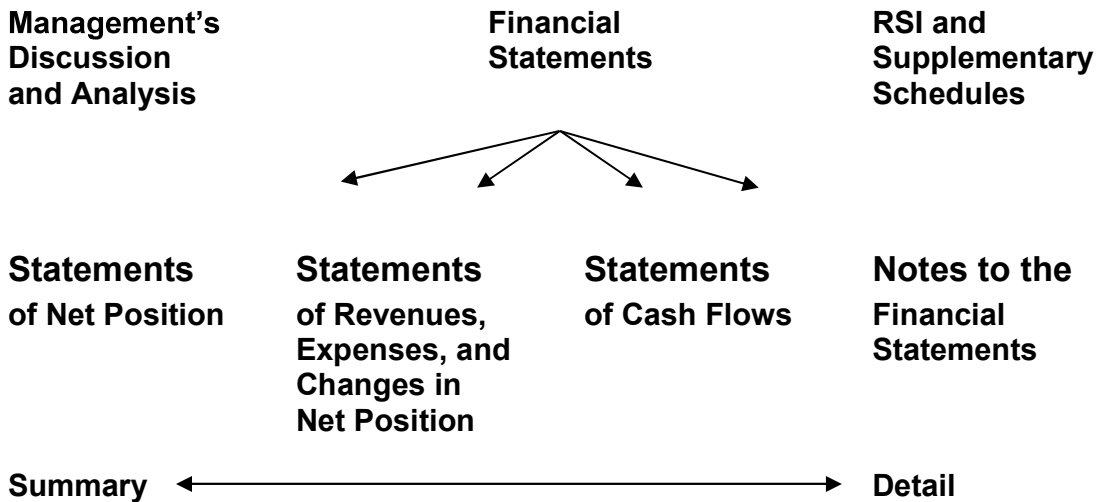 Management’s
Discussion
and Analysis
Financial
Statements
RSI and
Supplementary
Schedules
Statements
of Net Position
Statements
of Revenues,
Expenses, and
Changes in
Net Position
Statements
of Cash Flows
Notes to the
Financial
Statements
Summary
Detail